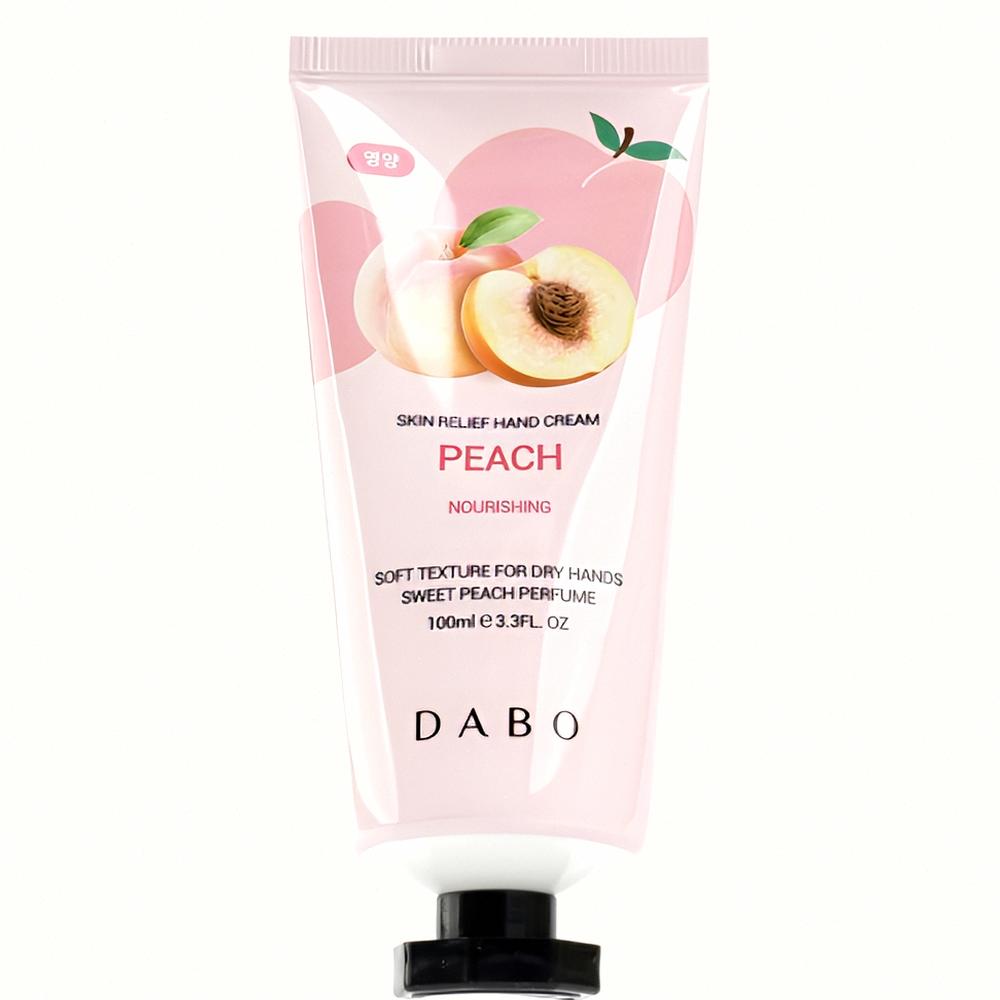 영양
SKIN RELIEF HAND CREAM
PEACH
NOURISHING
SOFT TEXTURE FOR DRY HANDS
SWEET PEACH PERFUME
100ml ℮ 3.3FL. OZ
DABO